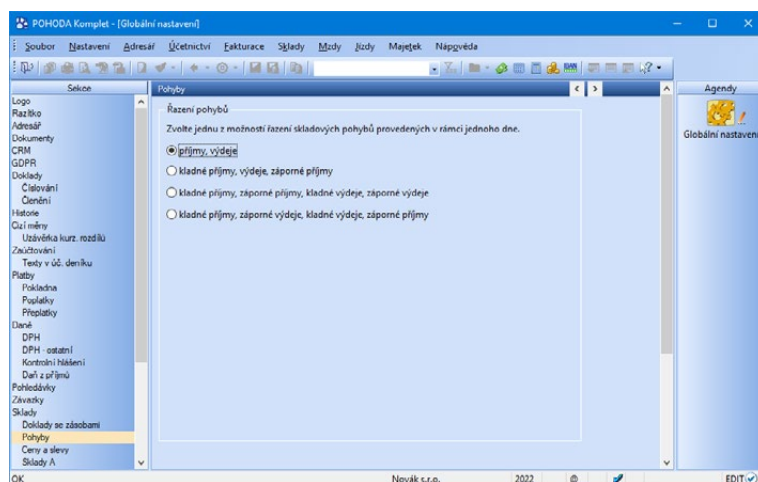 POHODA Komplet - [Globální nastavení]
Soubor Nastavení Adresář Účetnictví Fakturace Sklady Mzdy Jízdy Majetek Nápověda
Sekce
Logo
Razítko
Adresář
Dokumenty
CRM
GDPR
Doklady
Číslování
Členění
Historie
Cizí měny
Uzávěrka kurz. rozdílů
Zaúčtování
Texty v úč. deníku
Platby
Pokladna
Poplatky
Přeplatky
Daně
DPH
DPH - ostatní
Kontrolní hlášení
Daň z příjmů
Pohledávky
Závazky
Sklady
Doklady se zásobami
Pohyby
Ceny a slevy
Sklady A
Pohyby
Řazení pohybů
Zvolte jednu z možností řazení skladových pohybů provedených v rámci jednoho dne.
příjmy, výdeje
kladné příjmy, výdeje, záporné příjmy
kladné příjmy, záporné příjmy, kladné výdeje, záporné výdeje
kladné příjmy, záporné výdeje, kladné výdeje, záporné příjmy
Agendy
Globální nastavení
OK Novák s.r.o. 2022 @ EDIT